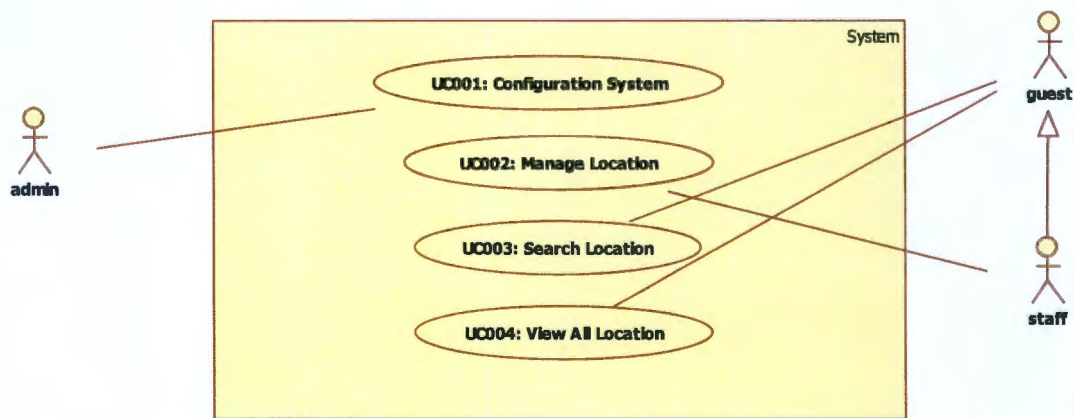 System
UC001: Configuration System
guest
UC002: Manage Location
admin
UC003: Search Location
UC004: View All Location
staff